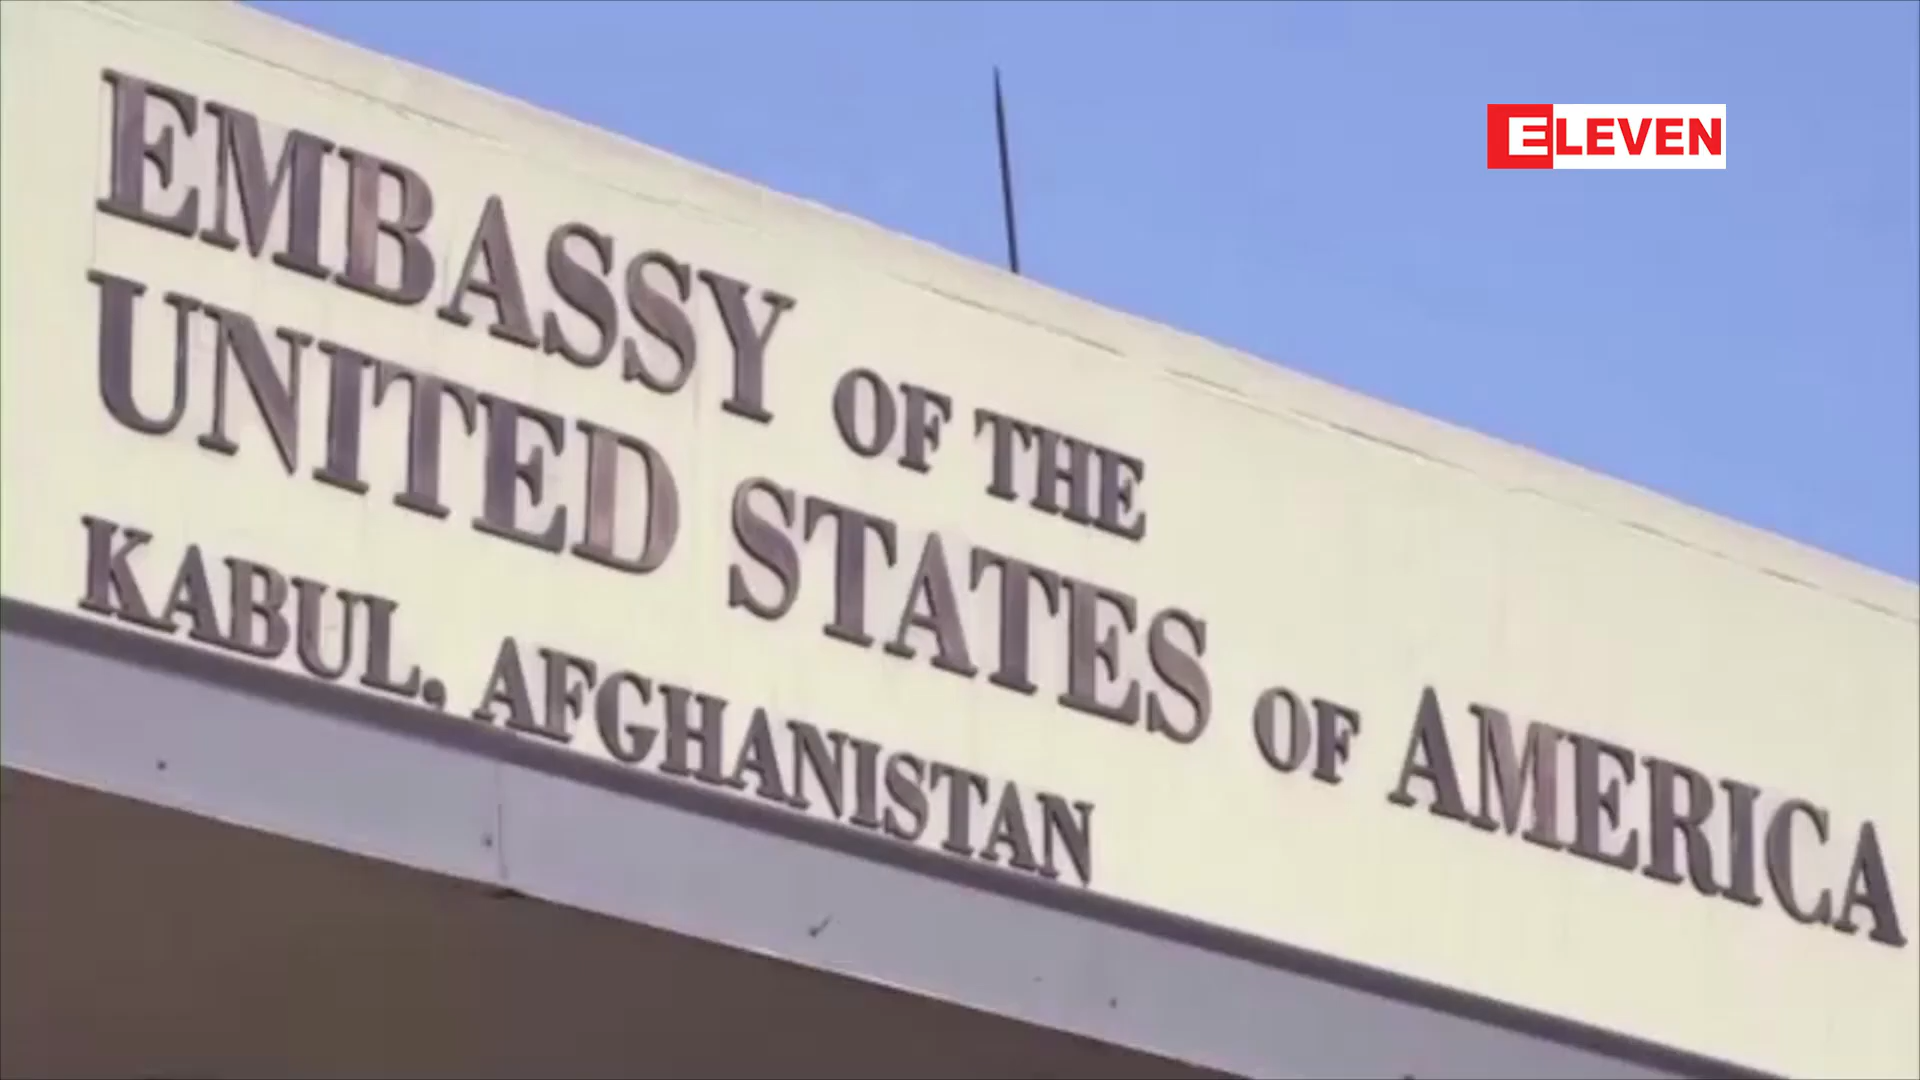 ELEVEN
EMBASSY OF THE
UNITED STATES OF AMERICA
KABUL, AFGHANISTAN